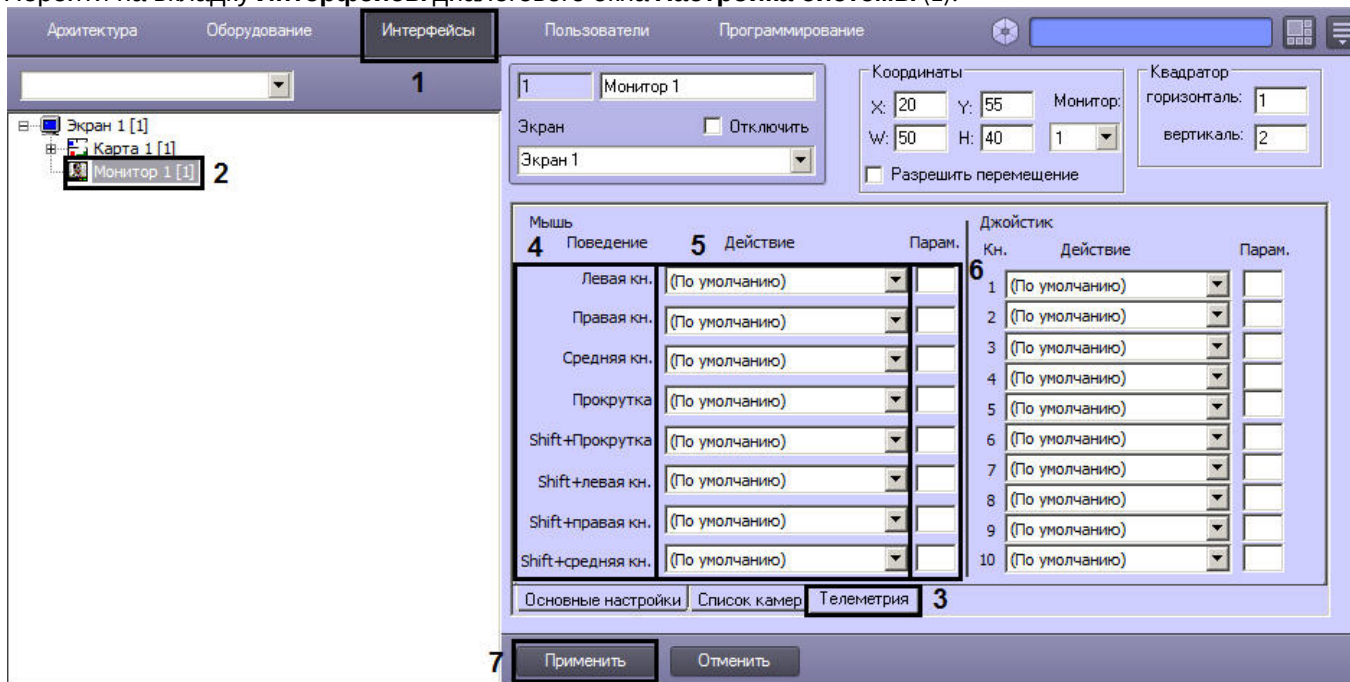 Перейти на вкладку Интерфейсы диалогового окна Настройка системы (1).
Архитектура Оборудование Интерфейсы Пользователи Программирование
1
Экран 1 [1]
Карта 1 [1]
Монитор 1 [1] 2
1 Монитор 1
Экран Отключить
Экран 1
Координаты
X: 20 Y: 55 Монитор:
W: 50 H: 40 1
Разрешить перемещение
Квадратор
горизонталь: 1
вертикаль: 2
Мышь
4 Поведение 5 Действие Парам.
Левая кн. (По умолчанию)
Правая кн. (По умолчанию)
Средняя кн. (По умолчанию)
Прокрутка (По умолчанию)
Shift+Прокрутка (По умолчанию)
Shift+левая кн. (По умолчанию)
Shift+правая кн. (По умолчанию)
Shift+средняя кн. (По умолчанию)
Джойстик
Кн. Действие Парам.
6
1 (По умолчанию)
2 (По умолчанию)
3 (По умолчанию)
4 (По умолчанию)
5 (По умолчанию)
6 (По умолчанию)
7 (По умолчанию)
8 (По умолчанию)
9 (По умолчанию)
10 (По умолчанию)
Основные настройки Список камер Телеметрия 3
7 Применить Отменить